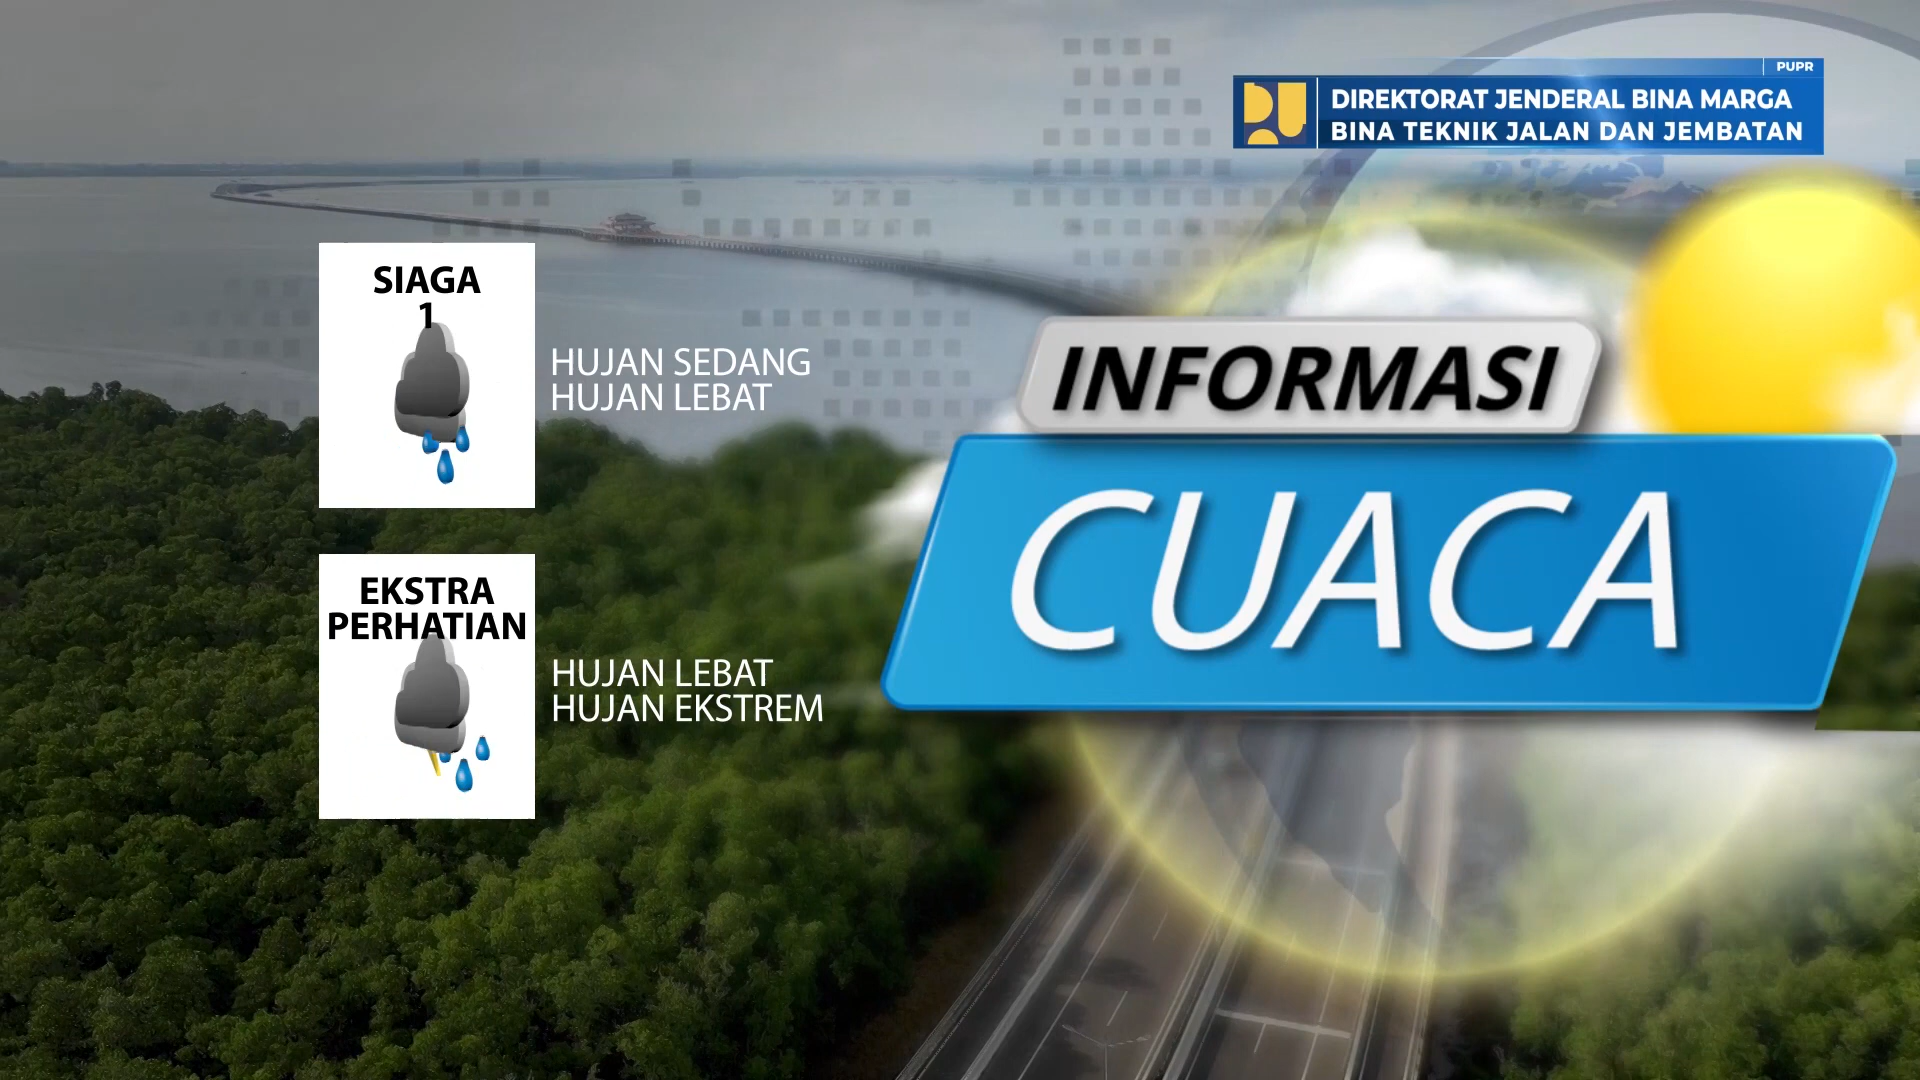 PUPR
DIREKTORAT JENDERAL BINA MARGA
BINA TEKNIK JALAN DAN JEMBATAN
SIAGA
1
HUJAN SEDANG
HUJAN LEBAT
INFORMASI
CUACA
EKSTRA
PERHATIAN
HUJAN LEBAT
HUJAN EKSTREM